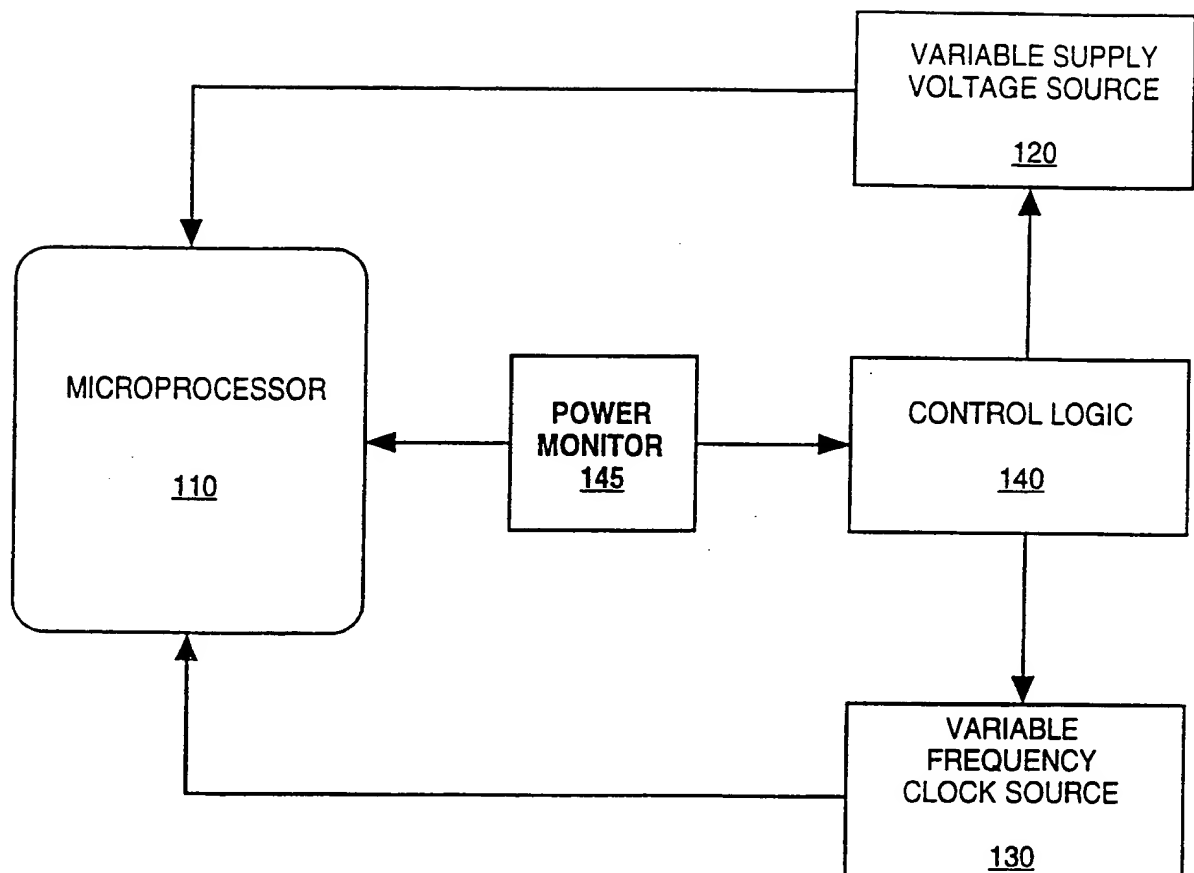 VARIABLE SUPPLY
VOLTAGE SOURCE
120
MICROPROCESSOR
110
POWER
MONITOR
145
CONTROL LOGIC
140
VARIABLE
FREQUENCY
CLOCK SOURCE
130